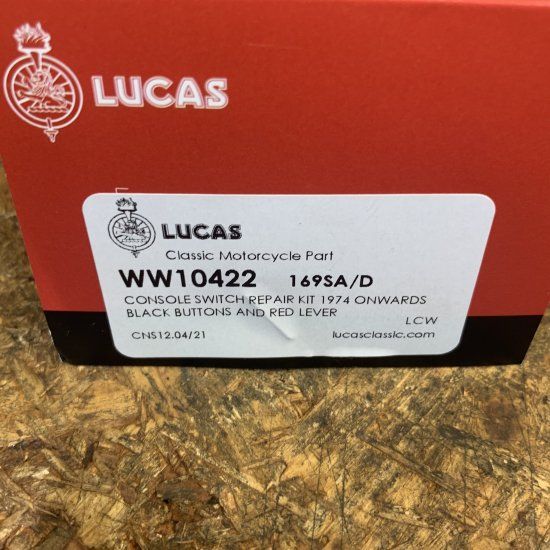 LUCAS
LUCAS
Classic Motorcycle Part
WW10422 169SA/D
CONSOLE SWITCH REPAIR KIT 1974 ONWARDS
BLACK BUTTONS AND RED LEVER
LCW
CNS12.04/21 lucasclassic.com